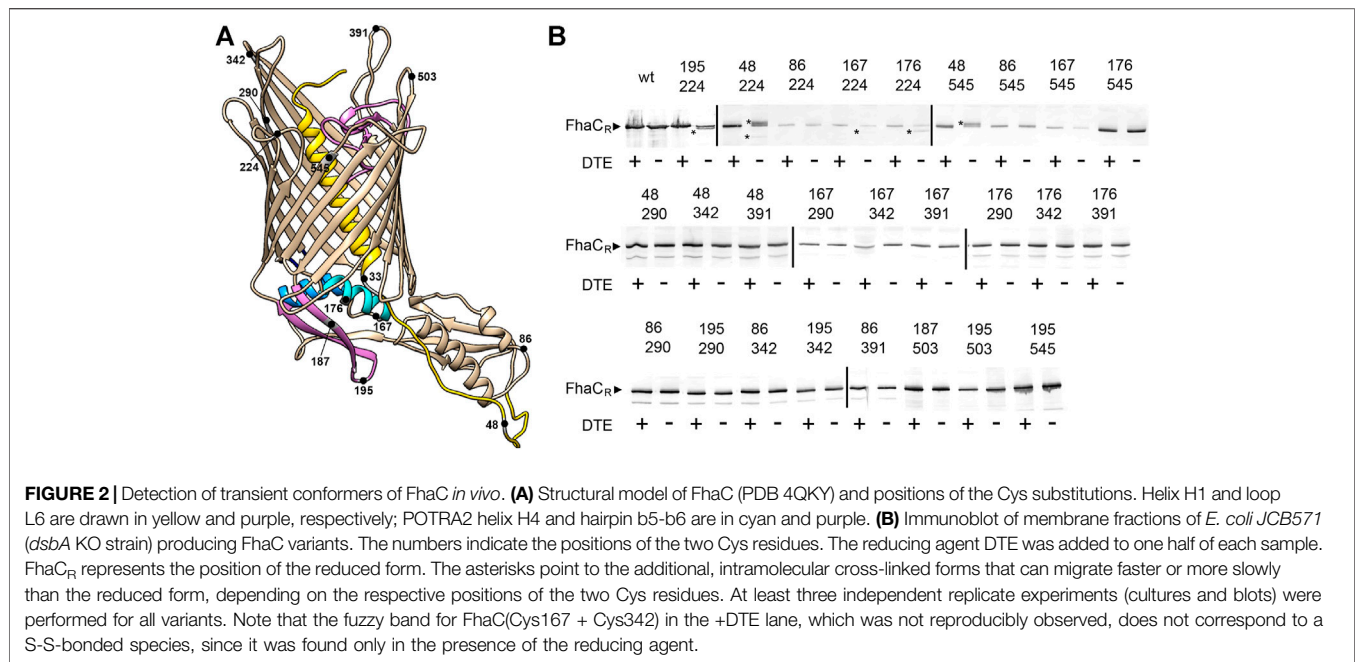 A
B
391
342
503
290
224
545
33
176
167
187
86
195
48
wt 195 48 86 167 176 48 86 167 176
224 224 224 224 224 545 545 545 545
FhaCR
* * * * * *
DTE + - + - + - + - + - + - + - + - + -
48 48 48 167 167 167 176 176 176
290 342 391 290 342 391 290 342 391
FhaCR
DTE + - + - + - + - + - + - + - + - + -
86 195 86 195 86 187 195 195
290 290 342 342 391 503 503 545
FhaCR
DTE + - + - + - + - + - + - + - + -
FIGURE 2 | Detection of transient conformers of FhaC in vivo. (A) Structural model of FhaC (PDB 4QKY) and positions of the Cys substitutions. Helix H1 and loop
L6 are drawn in yellow and purple, respectively; POTRA2 helix H4 and hairpin b5-b6 are in cyan and purple. (B) Immunoblot of membrane fractions of E. coli JCB571
(dsbA KO strain) producing FhaC variants. The numbers indicate the positions of the two Cys residues. The reducing agent DTE was added to one half of each sample.
FhaCR represents the position of the reduced form. The asterisks point to the additional, intramolecular cross-linked forms that can migrate faster or more slowly
than the reduced form, depending on the respective positions of the two Cys residues. At least three independent replicate experiments (cultures and blots) were
performed for all variants. Note that the fuzzy band for FhaC(Cys167 + Cys342) in the +DTE lane, which was not reproducibly observed, does not correspond to a
S-S-bonded species, since it was found only in the presence of the reducing agent.